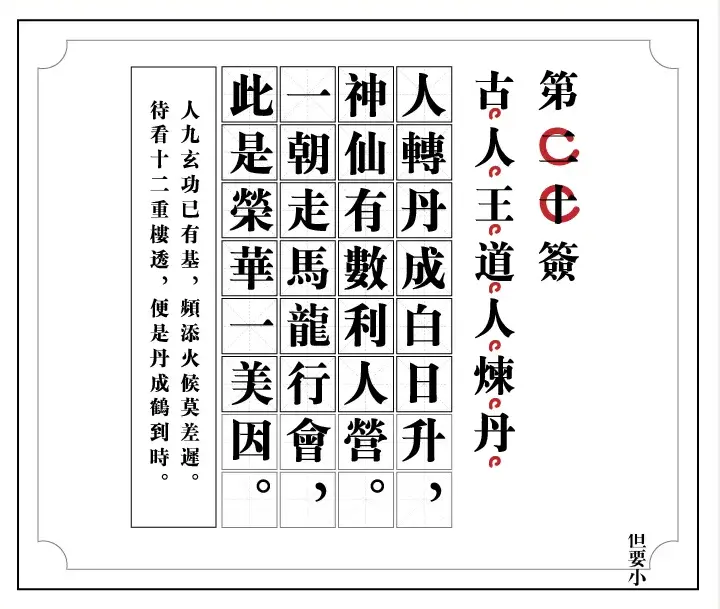 第二十簽
古人王道人煉丹
人轉丹成白日升，
神仙有數利人營。
一朝走馬龍行會，
此是榮華一美因。
人九玄功已有基，頻添火候莫差遲。
待看十二重樓透，便是丹成鶴到時。
但要小